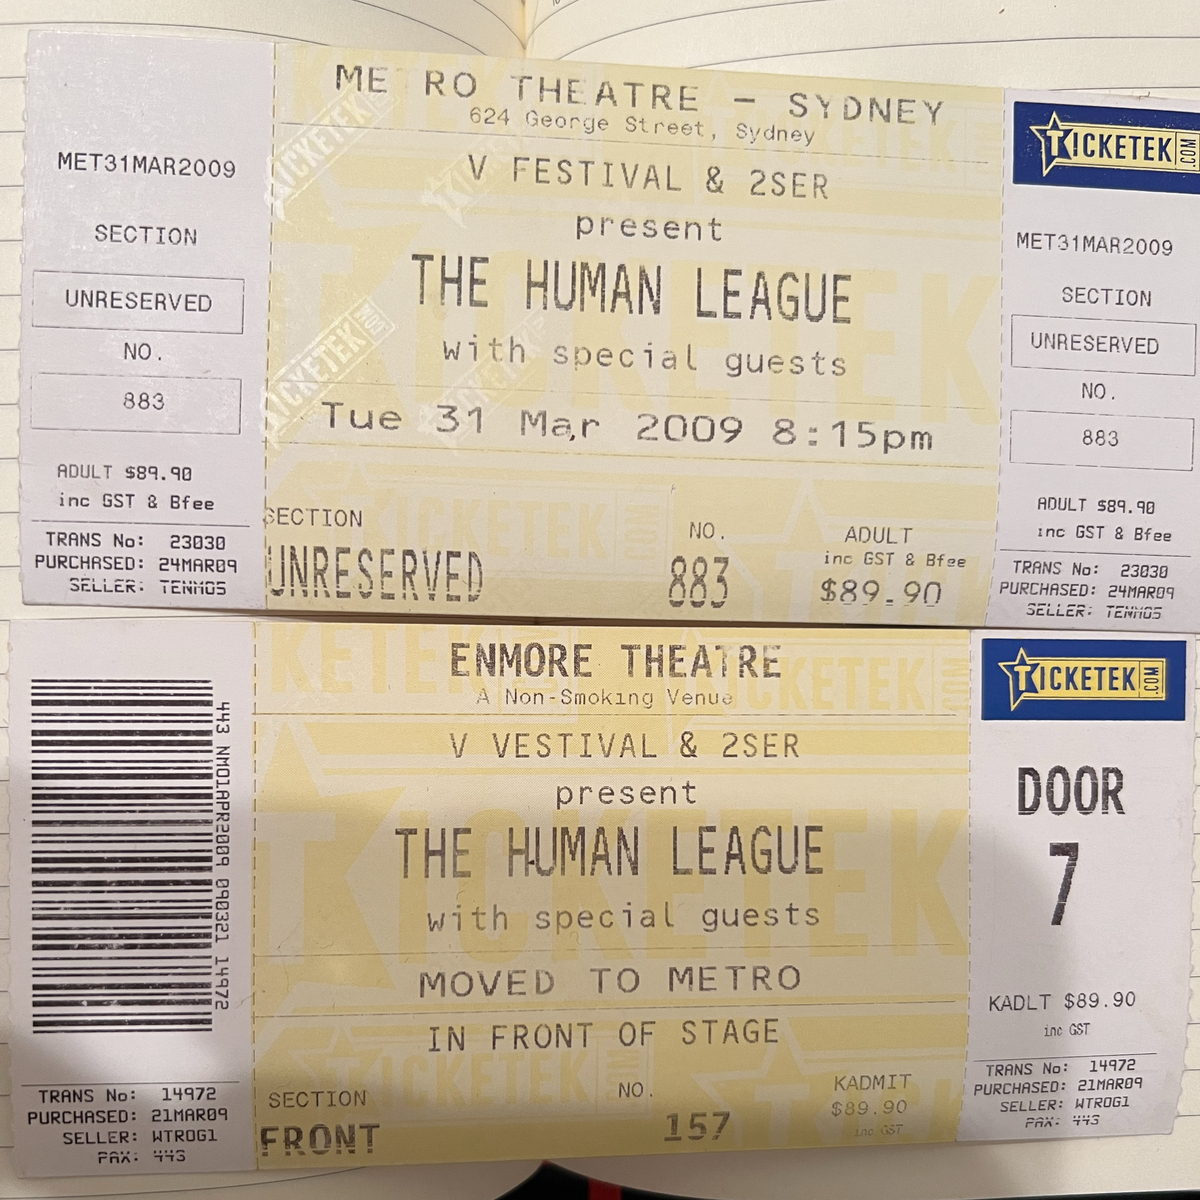 MET31MAR2009
SECTION
UNRESERVED
NO.
883
ADULT $89.90
inc GST & Bfee
TRANS No: 23030
PURCHASED: 24MAR09
SELLER: TENMOS
METRO THEATRE – SYDNEY
624 George Street, Sydney
V FESTIVAL & 2SER
present
THE HUMAN LEAGUE
with special guests
Tue 31 Mar 2009 8:15pm
SECTION
UNRESERVED
NO.
883
ADULT
inc GST & Bfee
$89.90
TICKETEK.COM
MET31MAR2009
SECTION
UNRESERVED
NO.
883
ADULT $89.90
inc GST & Bfee
TRANS No: 23030
PURCHASED: 24MAR09
SELLER: TENMOS
443 NM01APR2009 090321 14972
TRANS No: 14972
PURCHASED: 21MAR09
SELLER: WTROG1
PAX: 443
ENMORE THEATRE
A Non-Smoking Venue
V VESTIVAL & 2SER
present
THE HUMAN LEAGUE
with special guests
MOVED TO METRO
IN FRONT OF STAGE
SECTION
FRONT
NO.
157
KADMIT
$89.90
inc GST
TICKETEK.COM
DOOR
7
KADLT $89.90
inc GST
TRANS No: 14972
PURCHASED: 21MAR09
SELLER: WTROG1
PAX: 443